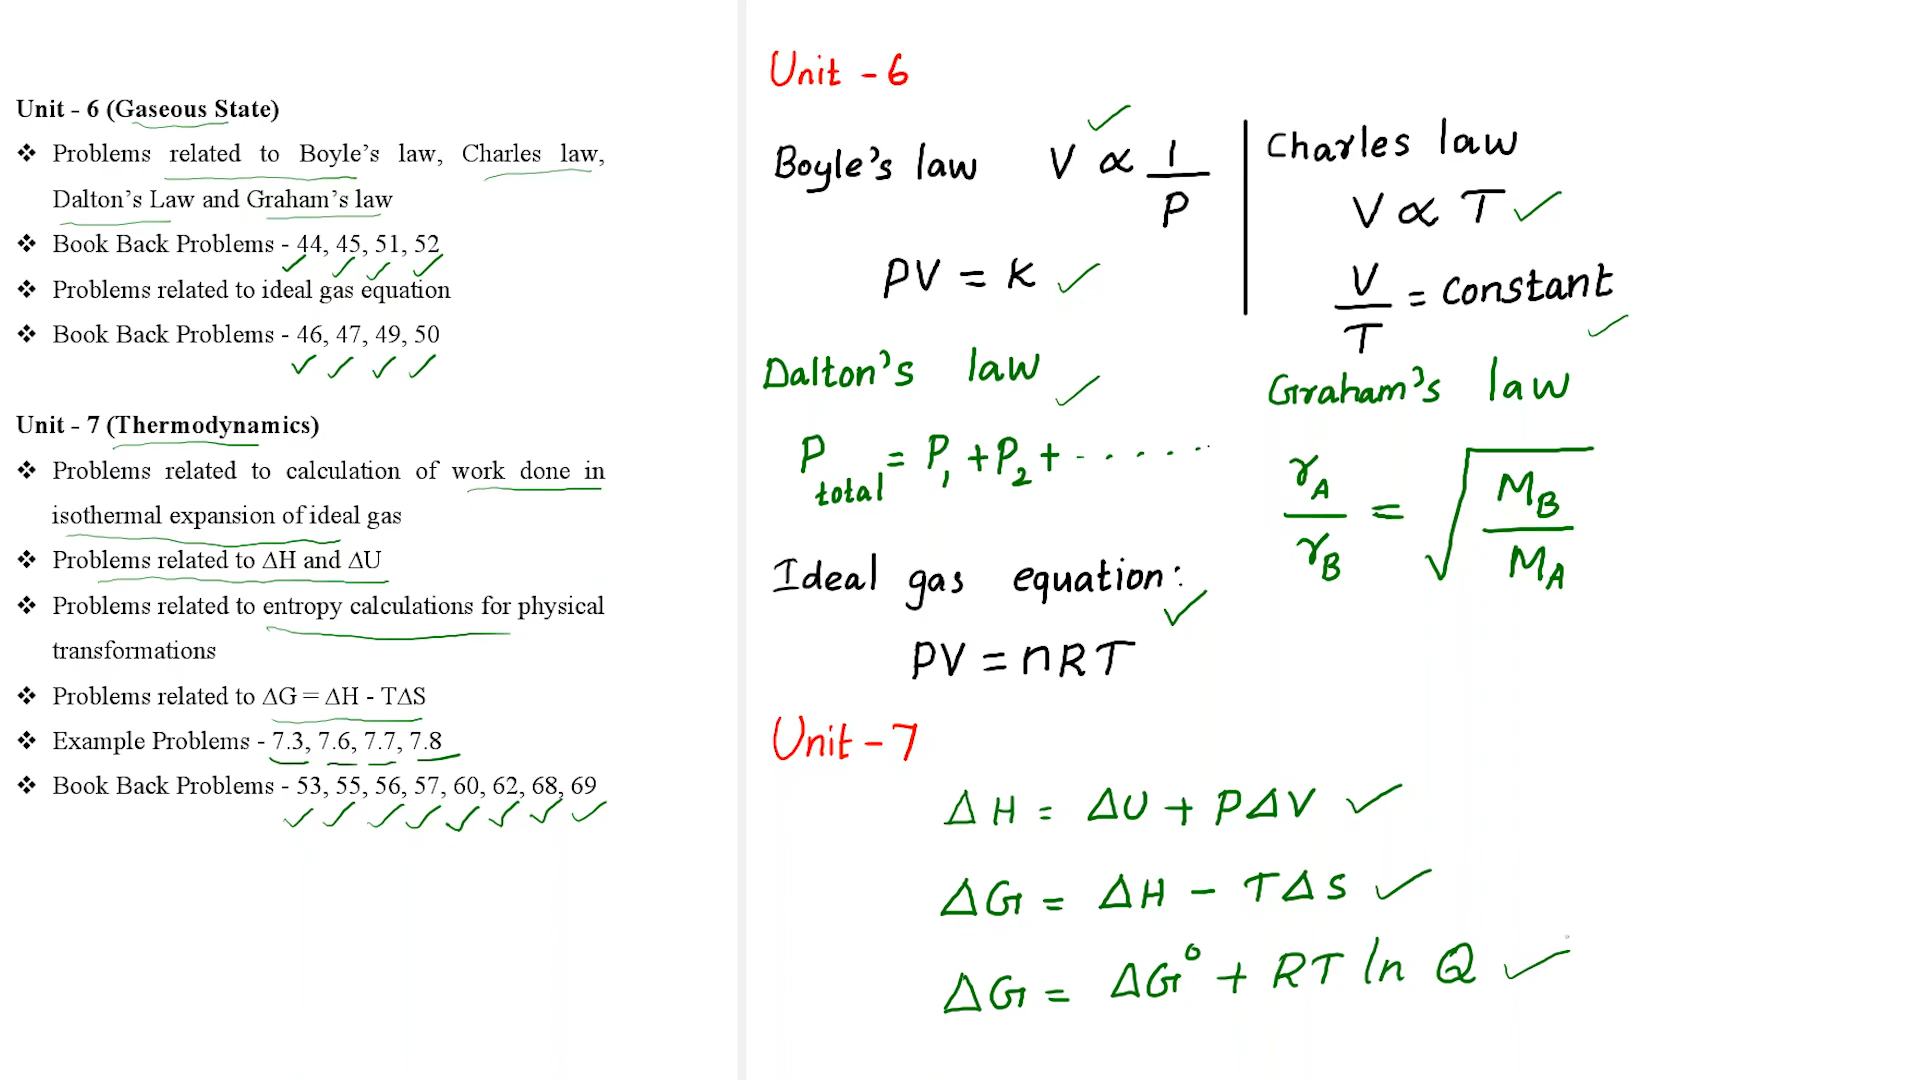 Unit - 6 (Gaseous State)
❖ Problems related to Boyle’s law, Charles law,
Dalton’s Law and Graham’s law
❖ Book Back Problems - 44, 45, 51, 52
❖ Problems related to ideal gas equation
❖ Book Back Problems - 46, 47, 49, 50
Unit - 7 (Thermodynamics)
❖ Problems related to calculation of work done in
isothermal expansion of ideal gas
❖ Problems related to ΔH and ΔU
❖ Problems related to entropy calculations for physical
transformations
❖ Problems related to ΔG = ΔH - TΔS
❖ Example Problems - 7.3, 7.6, 7.7, 7.8
❖ Book Back Problems - 53, 55, 56, 57, 60, 62, 68, 69
Unit - 6
Boyle's law V ∝ 1/P
PV = K
Charles law
V ∝ T
V/T = constant
Dalton's law
P total = P₁ + P₂ + ......
Graham's law
r_A/r_B = √(M_B/M_A)
Ideal gas equation:
PV = nRT
Unit - 7
ΔH = ΔU + PΔV
ΔG = ΔH - TΔS
ΔG = ΔG° + RT ln Q